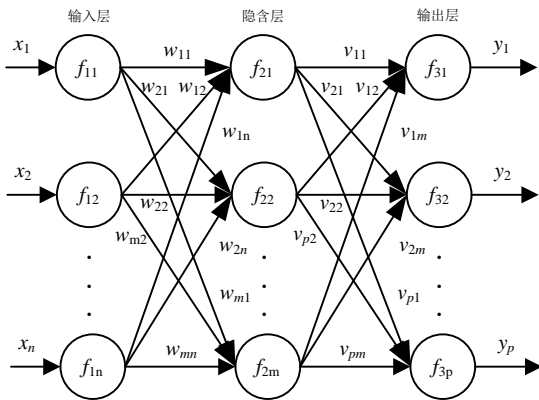 输入层 隐含层 输出层
x1 w11 v11 y1
f11 f21 f31
w21 w12 v21 v12
w1n v1m
x2 y2
f12 w22 f22 v22 f32
wm2 w2n vp2 v2m
wm1 vp1
xn wmn vpm yp
f1n f2m f3p